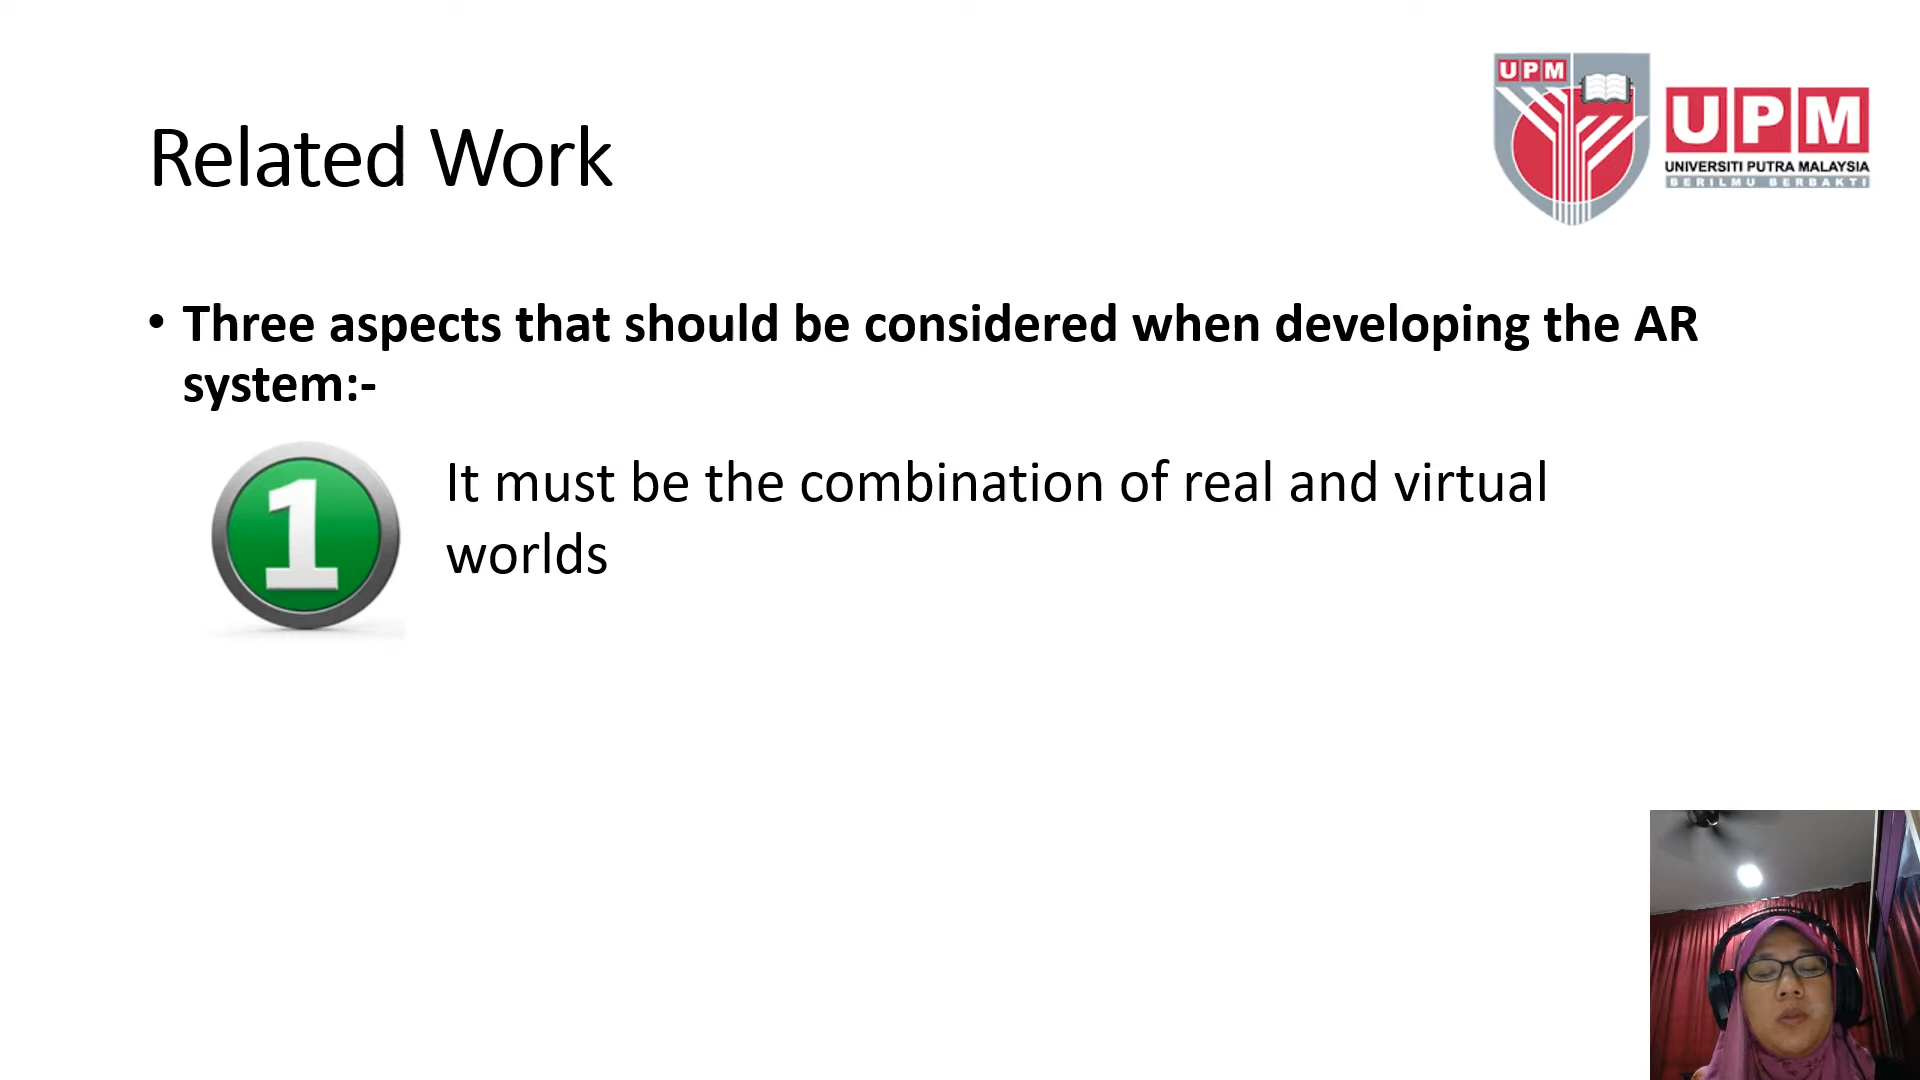 UPM
Related Work
UPM
UNIVERSITI PUTRA MALAYSIA
BERILMU BERBAKTI
• Three aspects that should be considered when developing the AR
system:-
1
It must be the combination of real and virtual
worlds